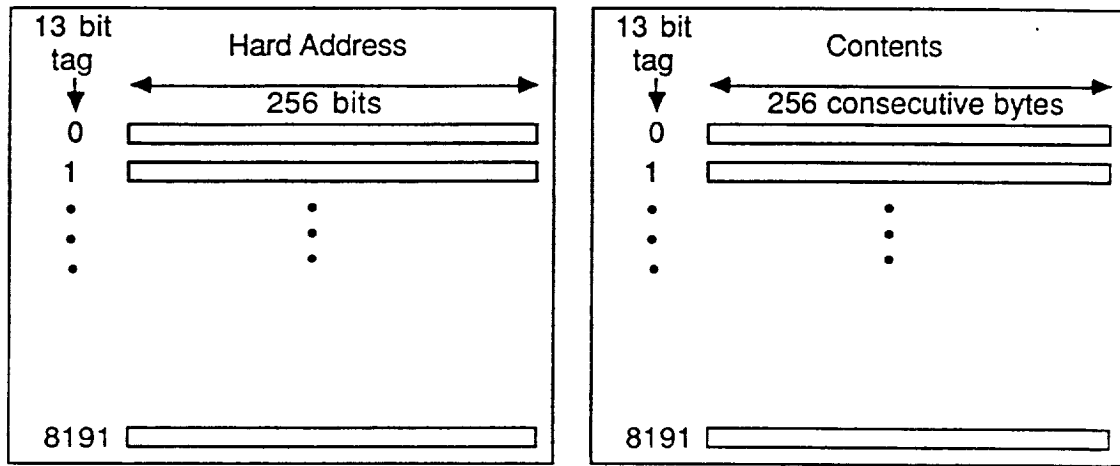 13 bit
tag
Hard Address
256 bits
0
1
8191
13 bit
tag
Contents
256 consecutive bytes
0
1
8191